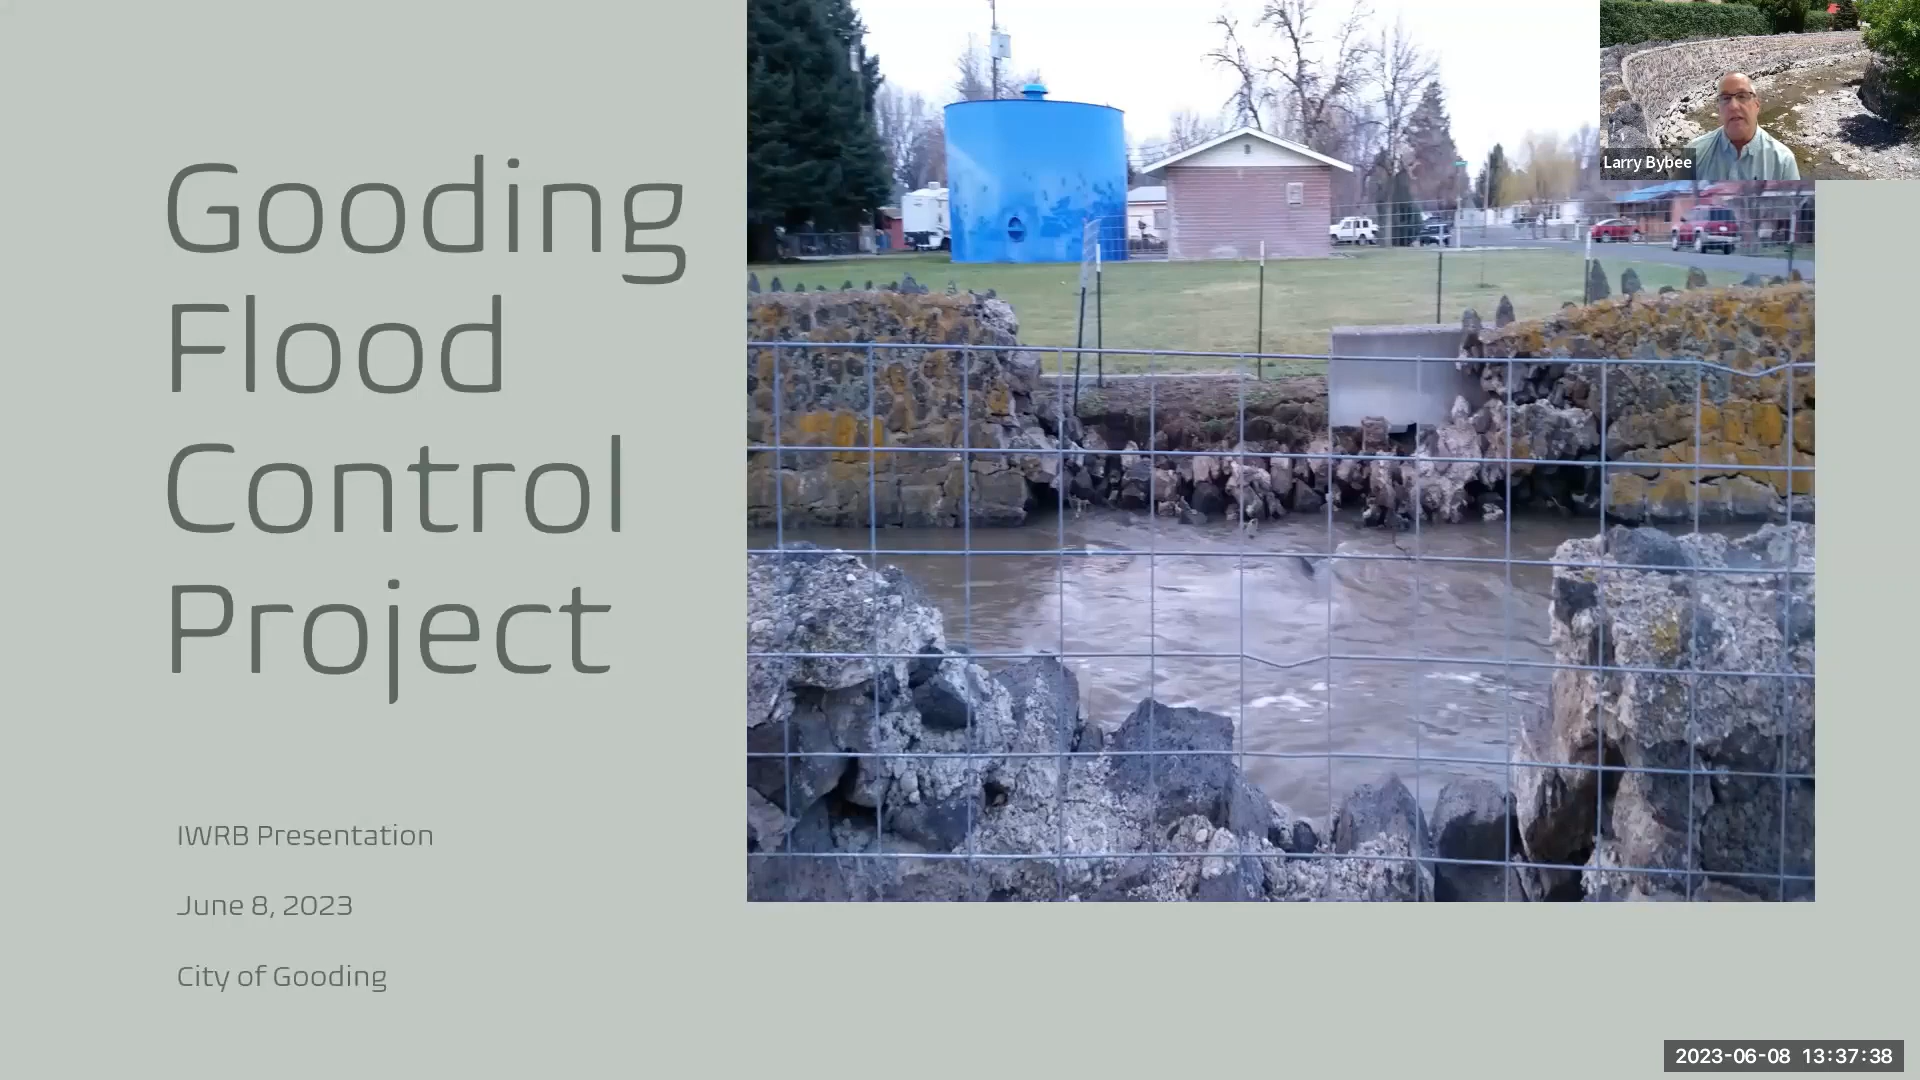 Gooding
Flood
Control
Project
IWRB Presentation
June 8, 2023
City of Gooding
Larry Bybee
2023-06-08 13:37:38